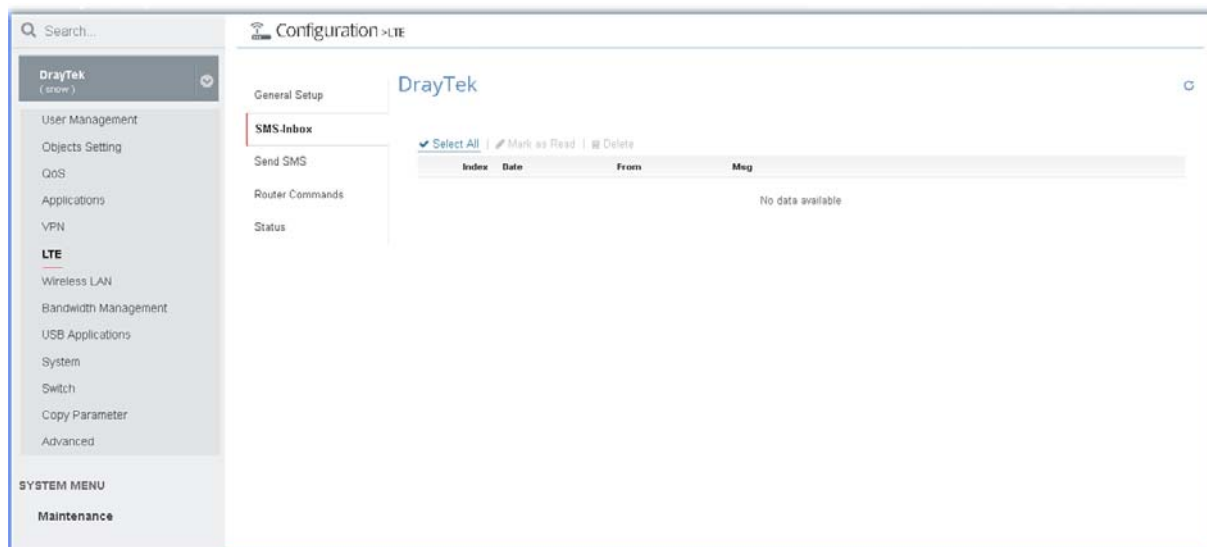 Search...
DrayTek
( snow )
User Management
Objects Setting
QoS
Applications
VPN
LTE
Wireless LAN
Bandwidth Management
USB Applications
System
Switch
Copy Parameter
Advanced
SYSTEM MENU
Maintenance
Configuration >LTE
General Setup
SMS-Inbox
Send SMS
Router Commands
Status
DrayTek
Select All | Mark as Read | Delete
Index Date From Msg
No data available